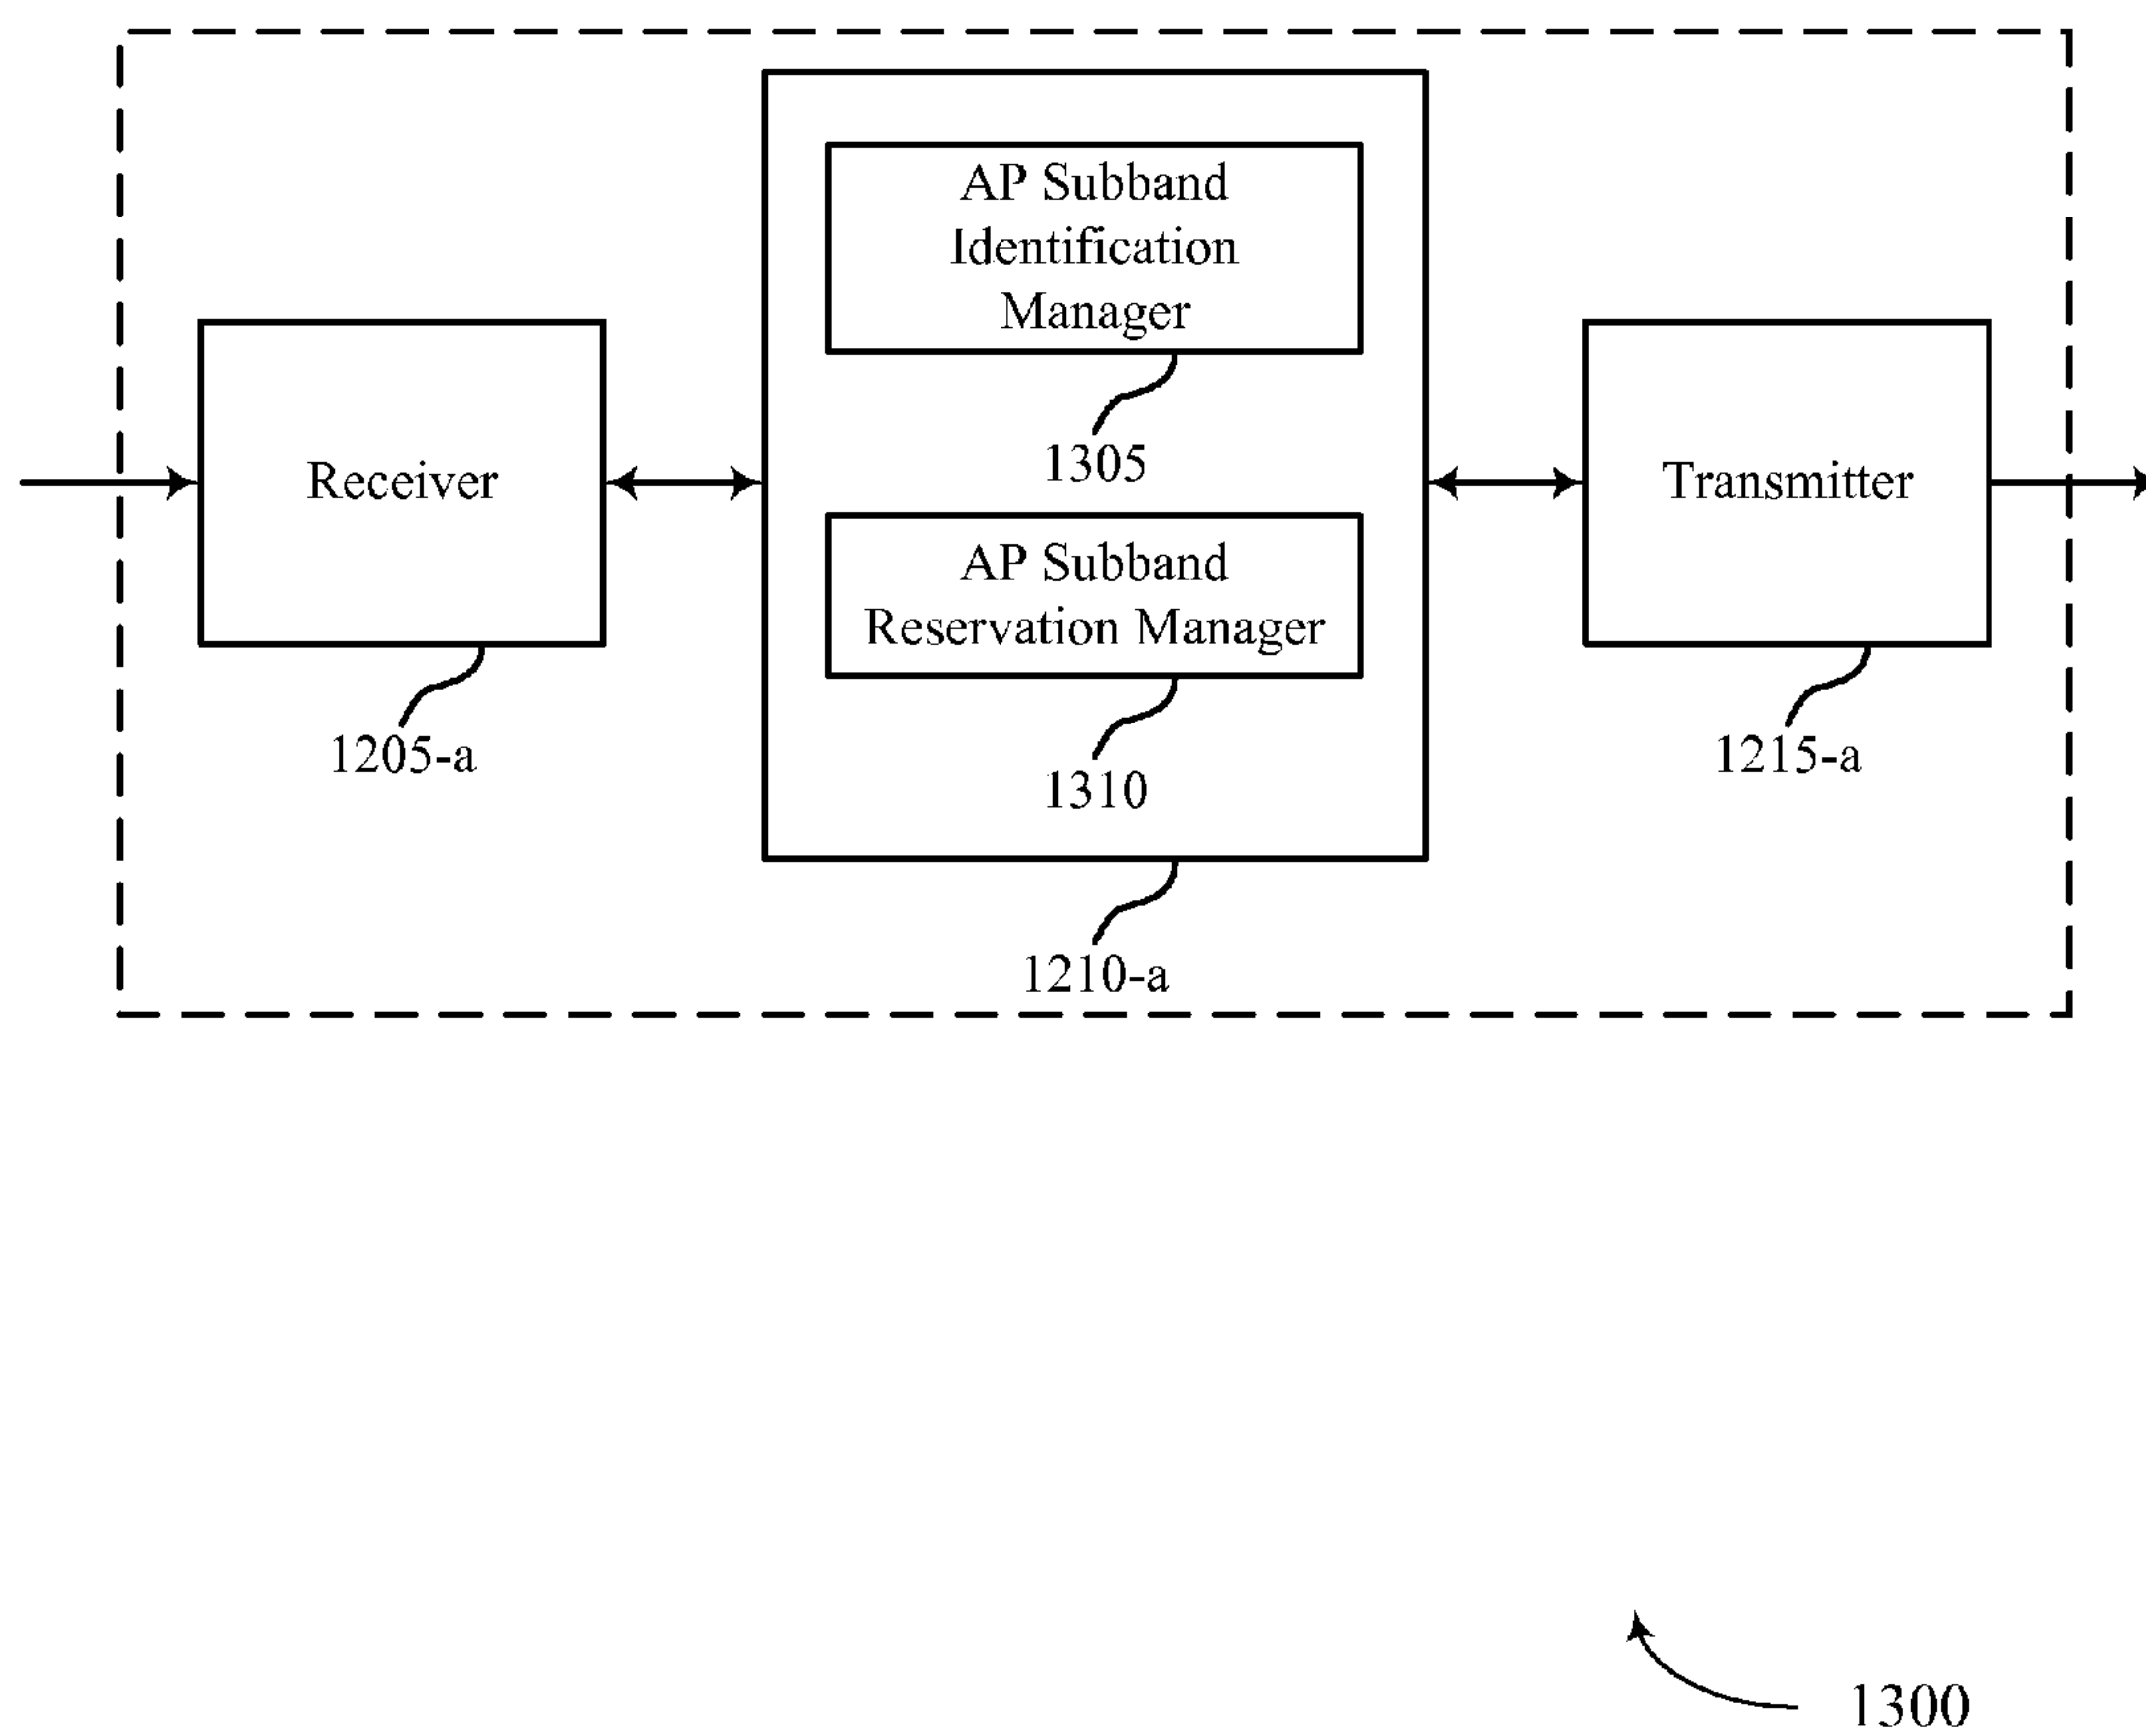 AP Subband
Identification
Manager
1305
Receiver
1205-a
AP Subband
Reservation Manager
1310
1210-a
Transmitter
1215-a
1300